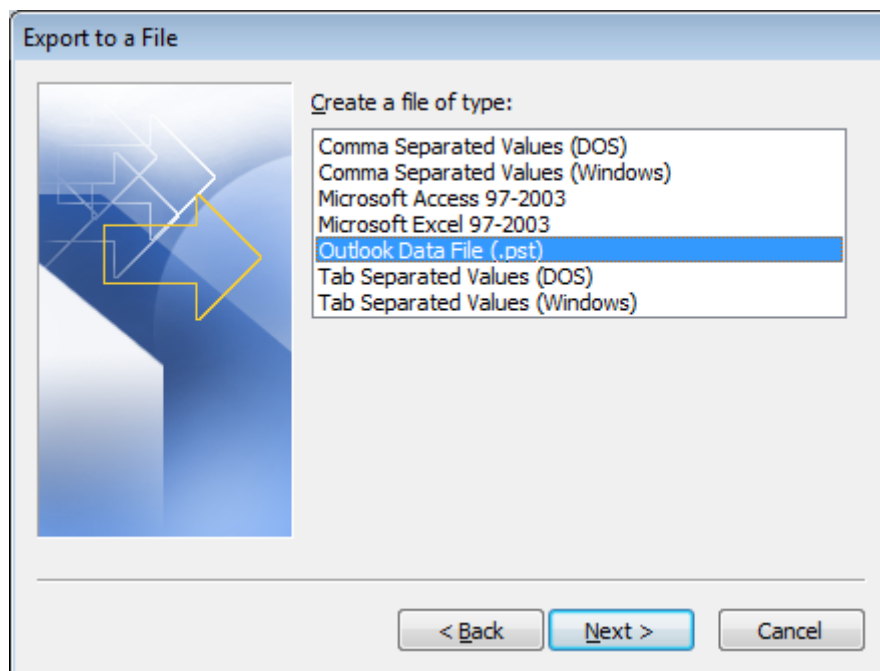 Export to a File
Create a file of type:
Comma Separated Values (DOS)
Comma Separated Values (Windows)
Microsoft Access 97-2003
Microsoft Excel 97-2003
Outlook Data File (.pst)
Tab Separated Values (DOS)
Tab Separated Values (Windows)
< Back
Next >
Cancel